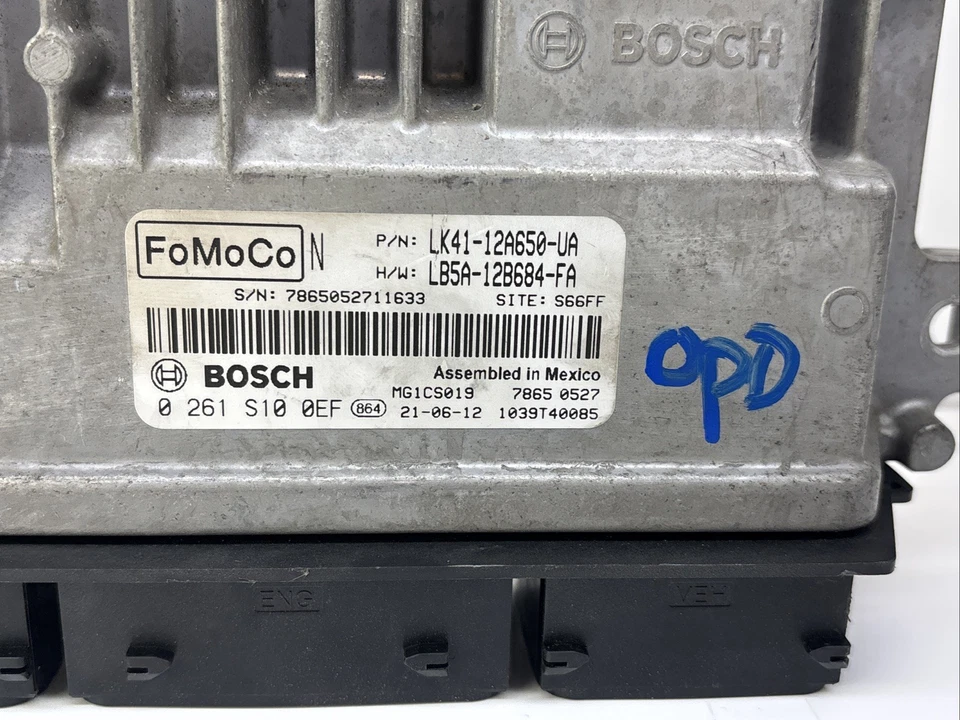 BOSCH
FoMoCo N
P/N: LK41-12A650-UA
H/W: LB5A-12B684-FA
S/N: 7865052711633 SITE: S66FF
BOSCH Assembled in Mexico
MG1CS019 7865 0527
0 261 S10 0EF 864 21-06-12 1039T40085
OPD
ENG VEH